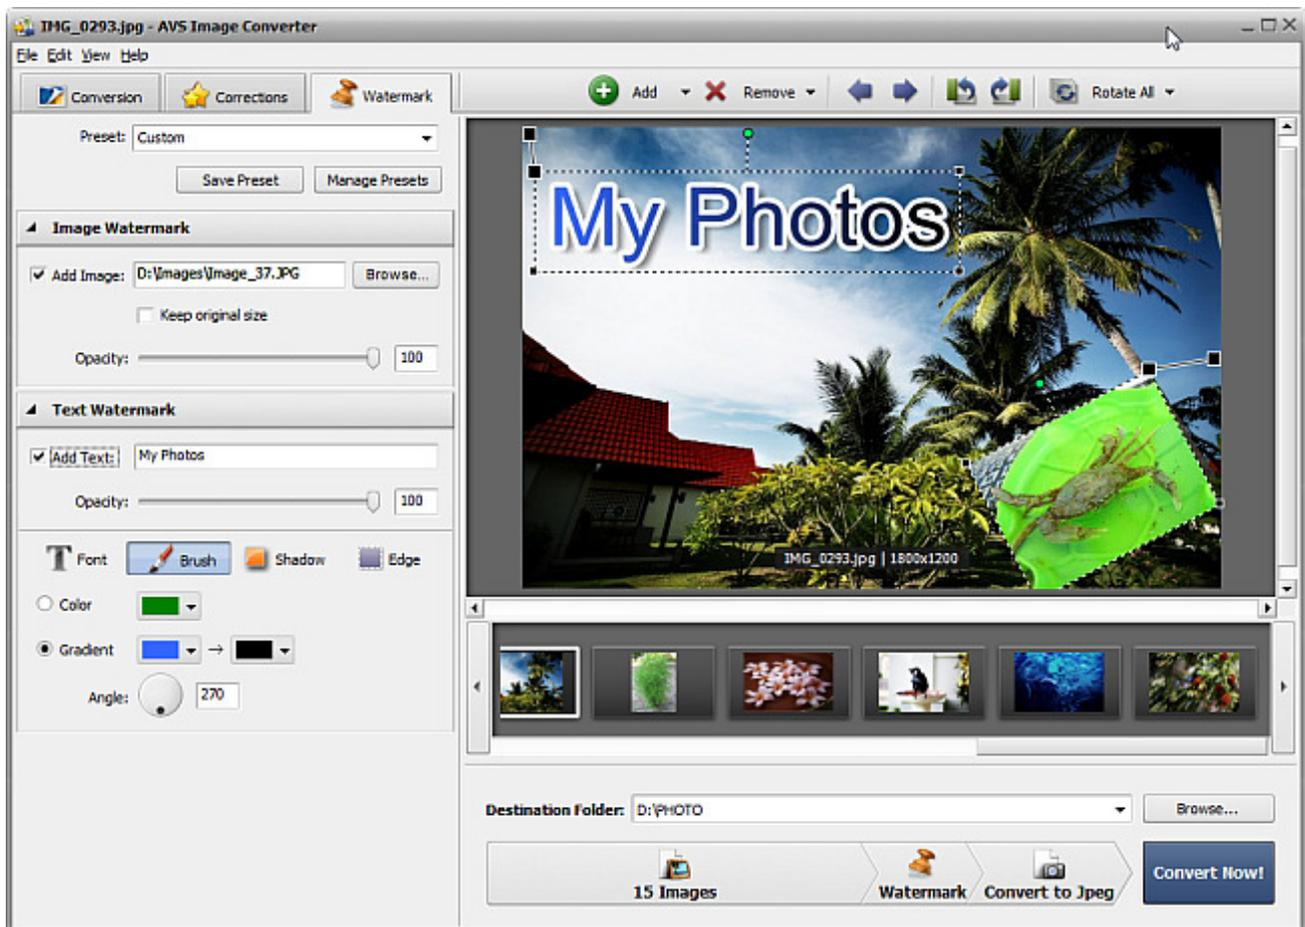 IMG_0293.jpg - AVS Image Converter
File Edit View Help
Conversion Corrections Watermark
Add Remove Rotate All
Preset: Custom
Save Preset Manage Presets
Image Watermark
Add Image: D:\Images\Image_37.JPG Browse...
Keep original size
Opacity: 100
Text Watermark
Add Text: My Photos
Opacity: 100
T Font Brush Shadow Edge
Color
Gradient →
Angle: 270
My Photos
IMG_0293.jpg | 1800x1200
Destination Folder: D:\PHOTO Browse...
15 Images Watermark Convert to Jpeg Convert Now!